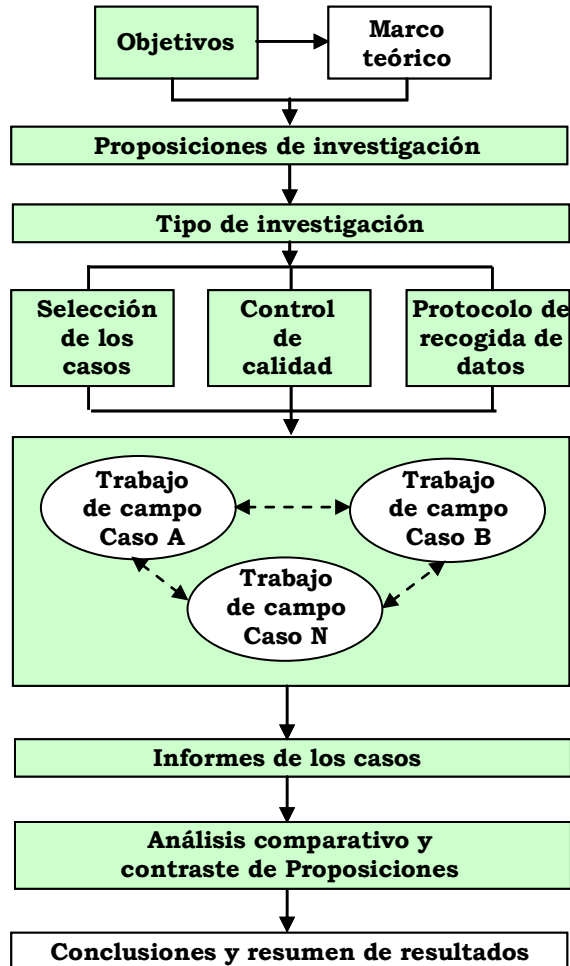 Objetivos
Marco
teórico
Proposiciones de investigación
Tipo de investigación
Selección
de los
casos
Control
de
calidad
Protocolo de
recogida de
datos
Trabajo
de campo
Caso A
Trabajo
de campo
Caso B
Trabajo
de campo
Caso N
Informes de los casos
Análisis comparativo y
contraste de Proposiciones
Conclusiones y resumen de resultados